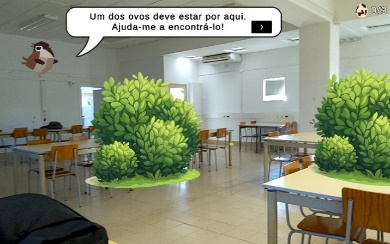 Um dos ovos deve estar por aqui.
Ajuda-me a encontrá-lo!